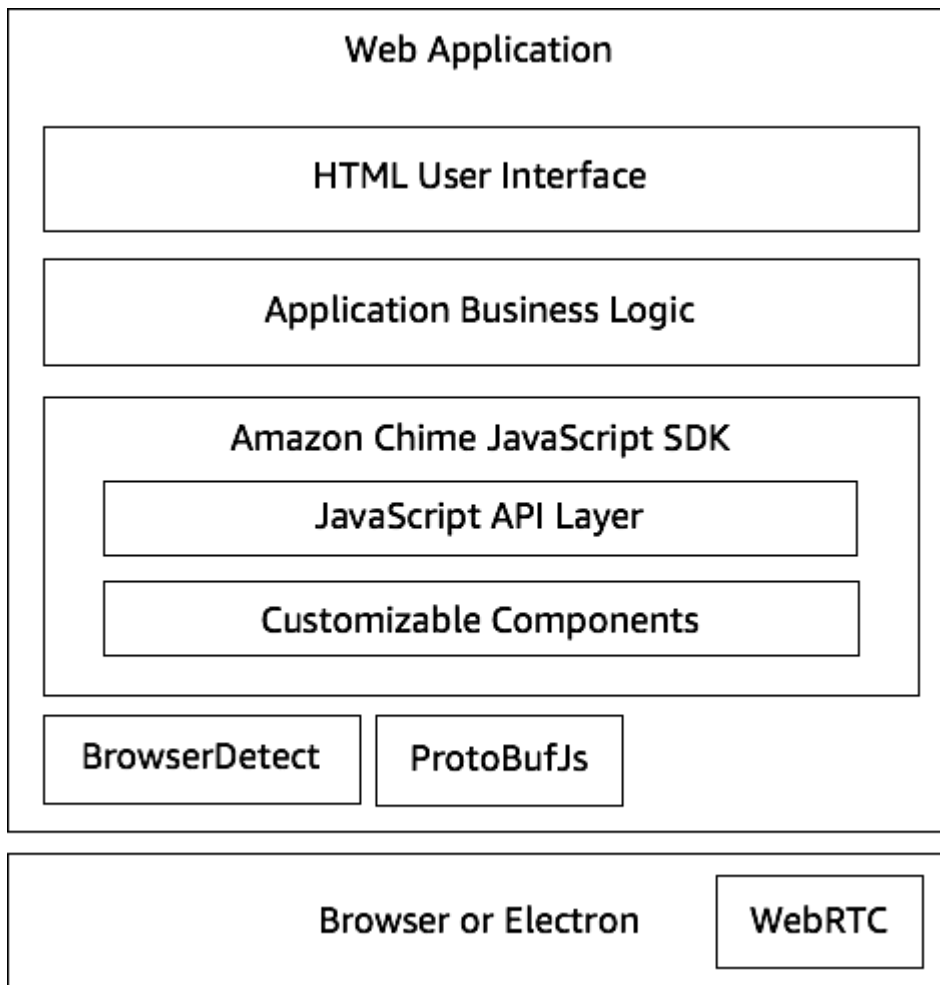 Web Application
HTML User Interface
Application Business Logic
Amazon Chime JavaScript SDK
JavaScript API Layer
Customizable Components
BrowserDetect
ProtoBufJs
Browser or Electron
WebRTC